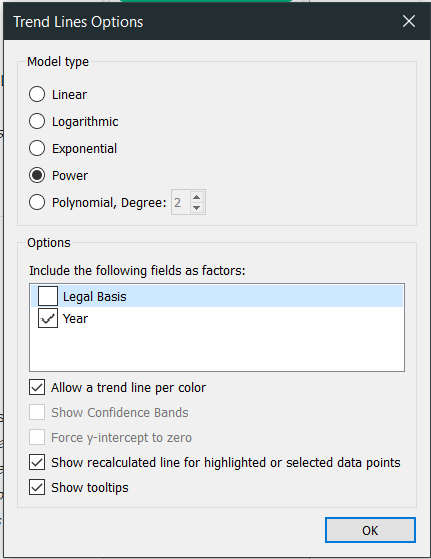 Trend Lines Options
Model type
Linear
Logarithmic
Exponential
Power
Polynomial, Degree: 2
Options
Include the following fields as factors:
Legal Basis
Year
Allow a trend line per color
Show Confidence Bands
Force y-intercept to zero
Show recalculated line for highlighted or selected data points
Show tooltips
OK